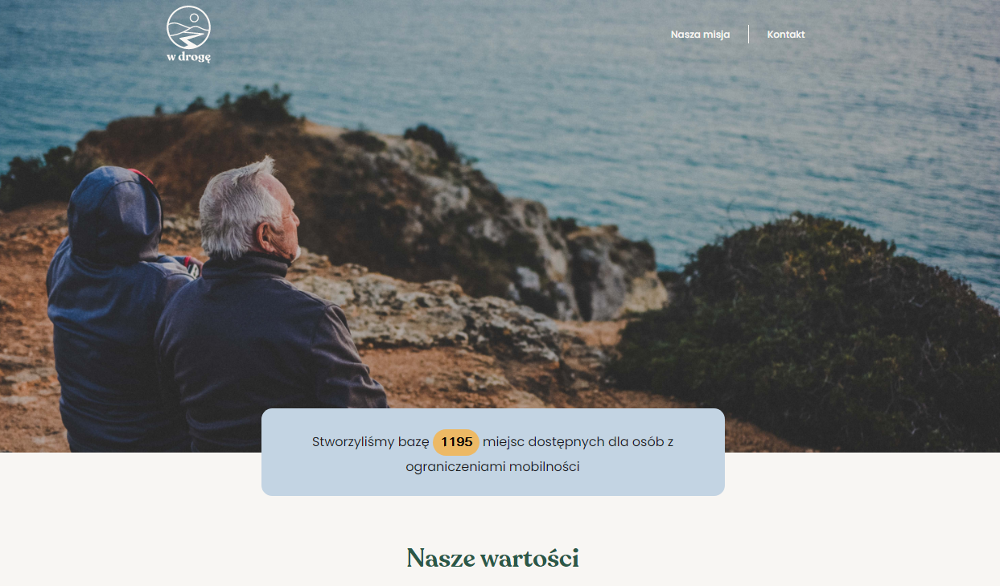 w drogę
Nasza misja
Kontakt
Stworzyliśmy bazę 1195 miejsc dostępnych dla osób z
ograniczeniami mobilności
Nasze wartości